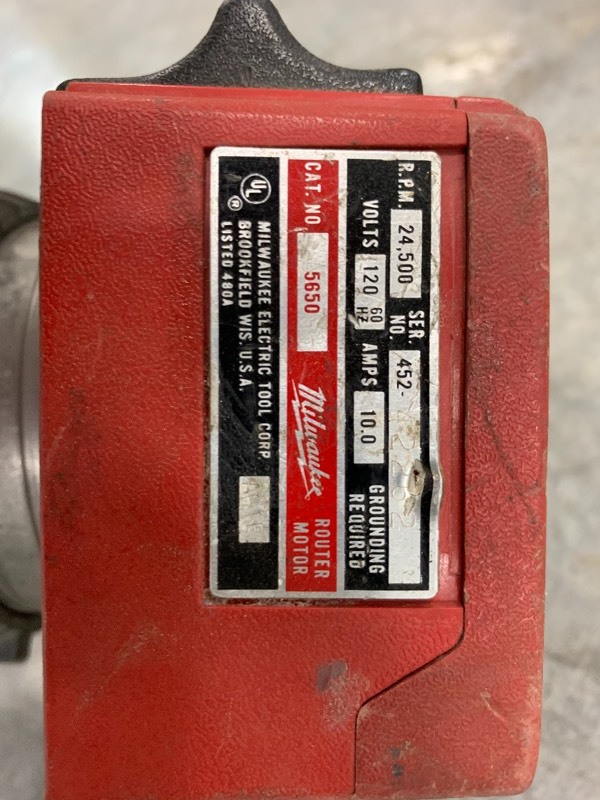 R.P.M. 24,500 SER. NO. 452-
VOLTS 120 60 HZ AMPS 10.0 GROUNDING REQUIRED
CAT. NO 5650 Milwaukee ROUTER MOTOR
UL ® MILWAUKEE ELECTRIC TOOL CORP
BROOKFIELD WIS. U.S.A.
LISTED 480A